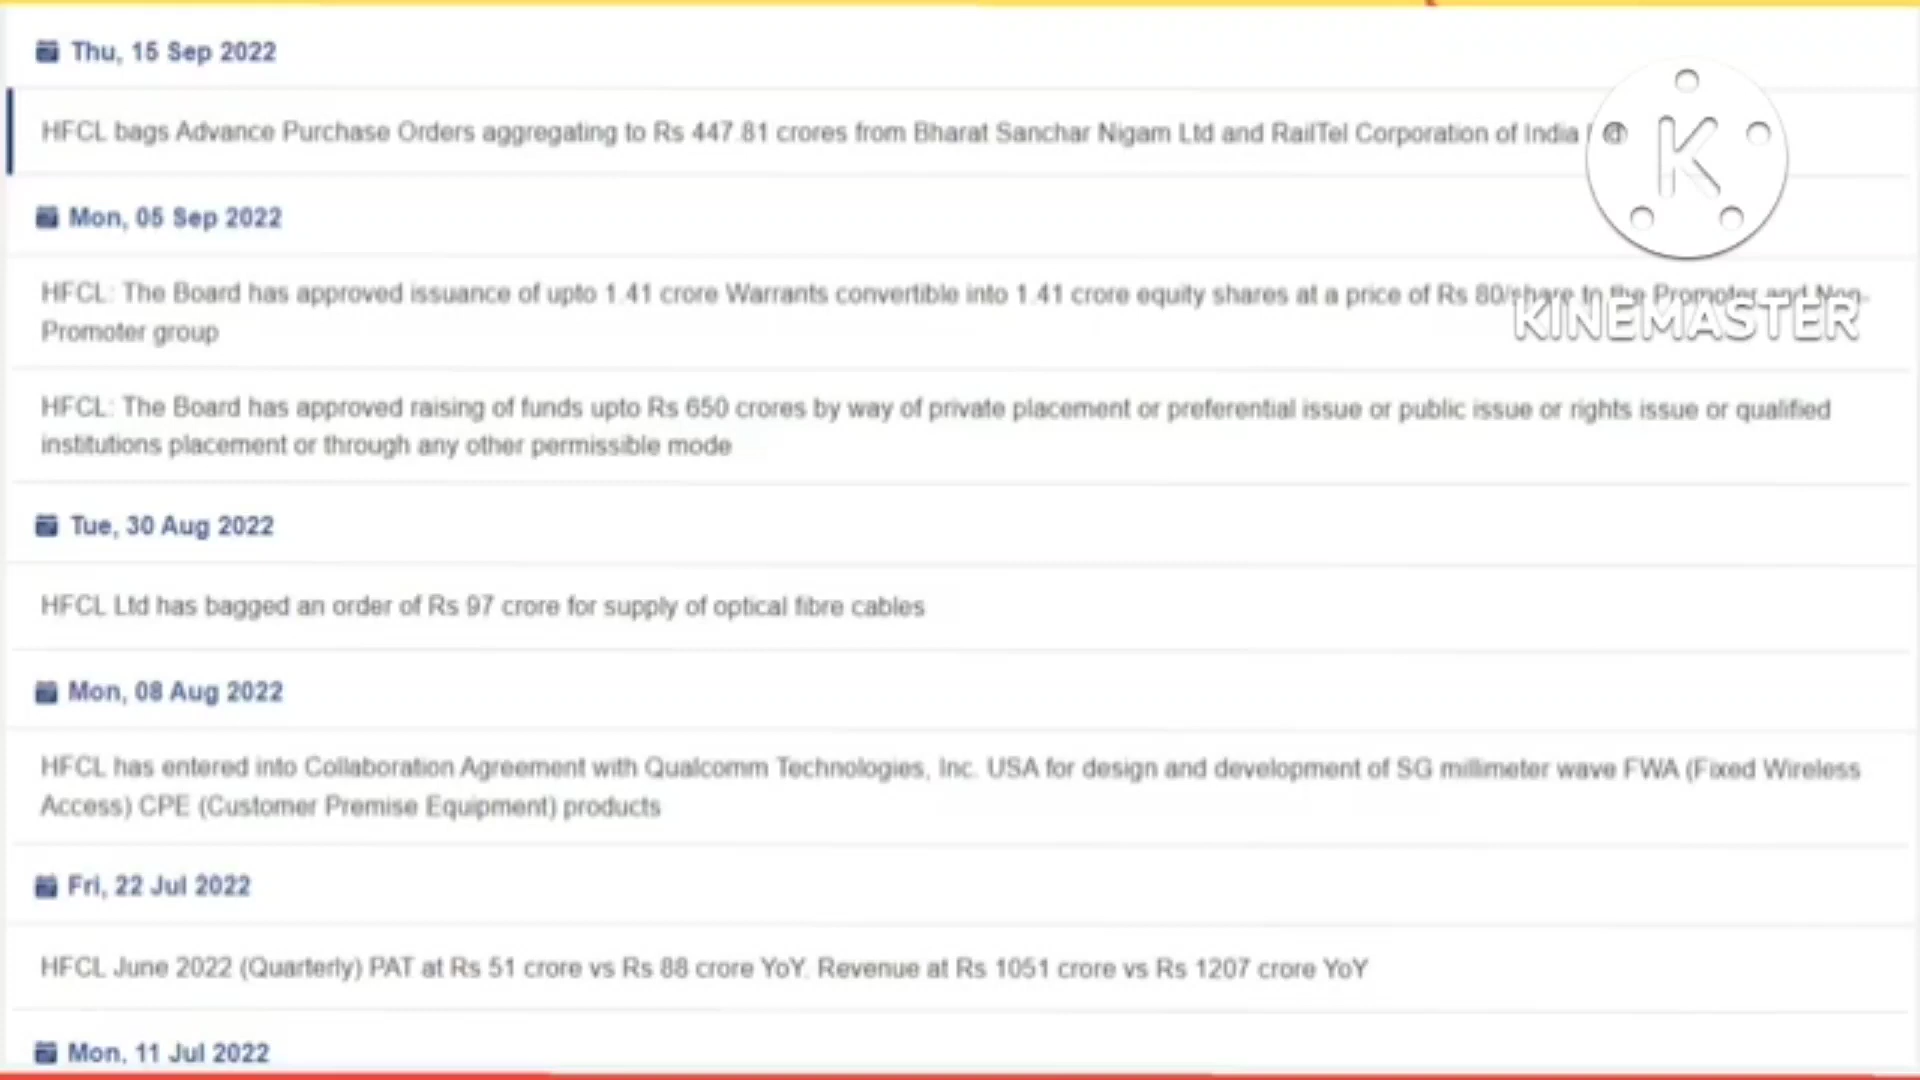 Thu, 15 Sep 2022
HFCL bags Advance Purchase Orders aggregating to Rs 447.81 crores from Bharat Sanchar Nigam Ltd and RailTel Corporation of India
K
Mon, 05 Sep 2022
HFCL: The Board has approved issuance of upto 1.41 crore Warrants convertible into 1.41 crore equity shares at a price of Rs 80/share to the Promoter and Non-
Promoter group
KINEMASTER
HFCL: The Board has approved raising of funds upto Rs 650 crores by way of private placement or preferential issue or public issue or rights issue or qualified
institutions placement or through any other permissible mode
Tue, 30 Aug 2022
HFCL Ltd has bagged an order of Rs 97 crore for supply of optical fibre cables
Mon, 08 Aug 2022
HFCL has entered into Collaboration Agreement with Qualcomm Technologies, Inc. USA for design and development of 5G millimeter wave FWA (Fixed Wireless
Access) CPE (Customer Premise Equipment) products
Fri, 22 Jul 2022
HFCL June 2022 (Quarterly) PAT at Rs 51 crore vs Rs 88 crore YoY. Revenue at Rs 1051 crore vs Rs 1207 crore YoY
Mon, 11 Jul 2022